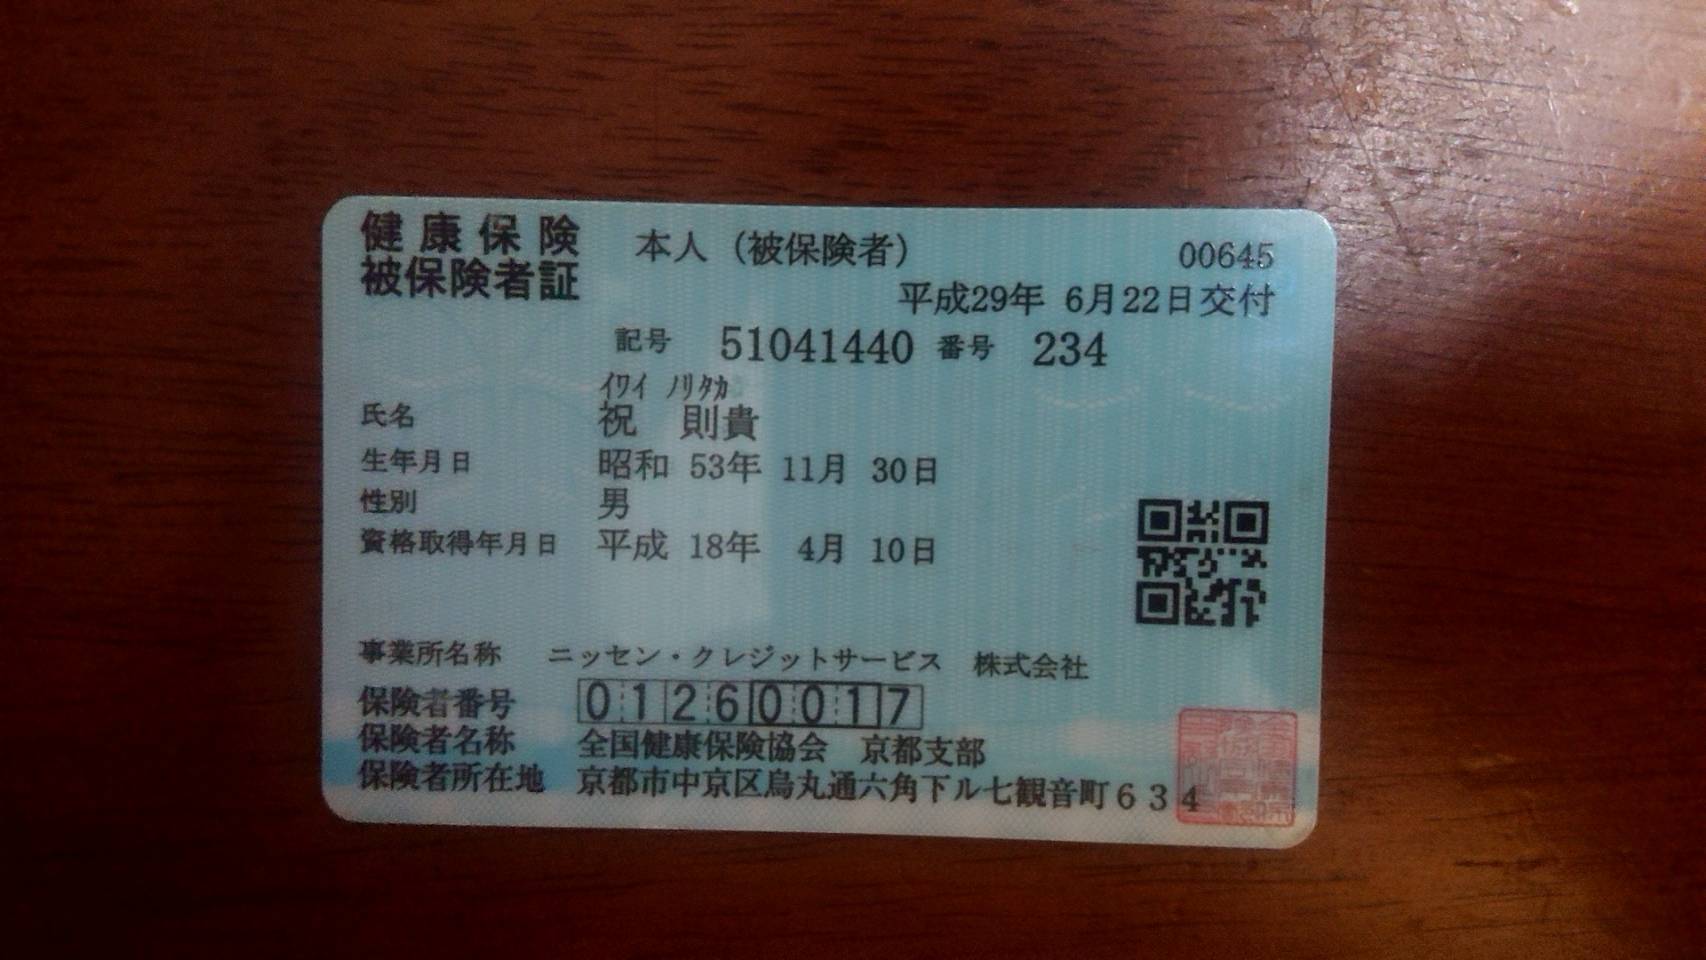 健康保険
被保険者証
本人（被保険者）
00645
平成29年 6月22日交付
記号 51041440 番号 234
ｲﾜｲ ﾉﾘﾀｶ
氏名 祝 則貴
生年月日 昭和 53年 11月 30日
性別 男
資格取得年月日 平成 18年 4月 10日
事業所名称 ニッセン・クレジットサービス 株式会社
保険者番号 01260017
保険者名称 全国健康保険協会 京都支部
保険者所在地 京都市中京区烏丸通六角下ル七観音町６３４